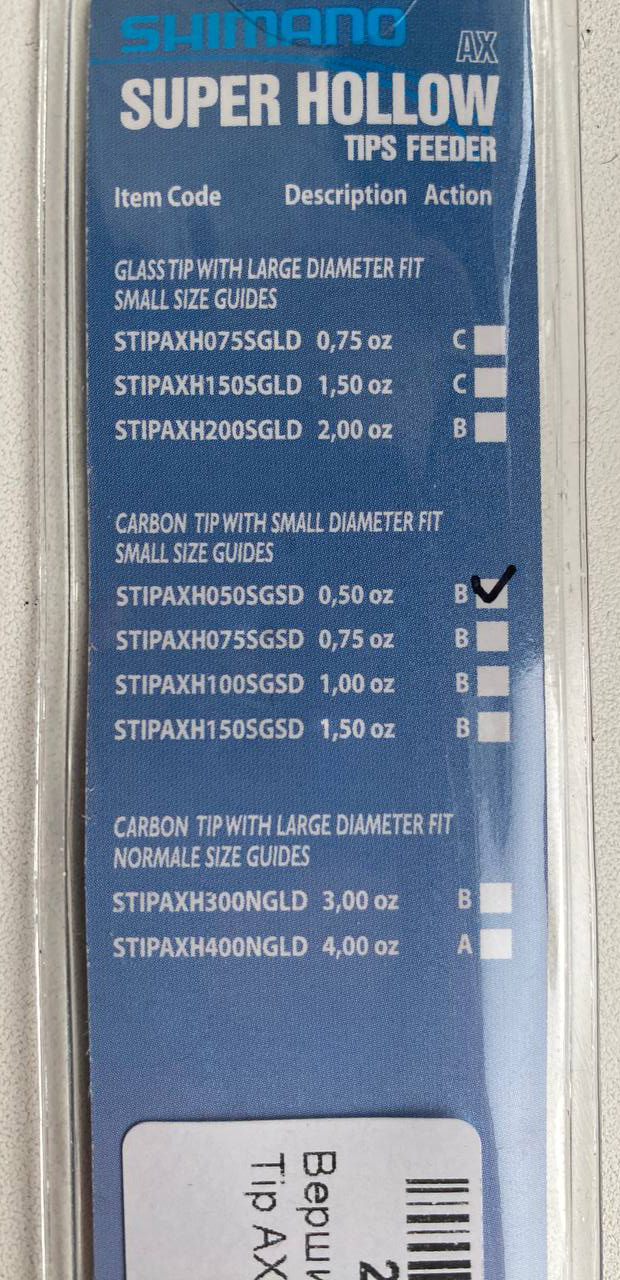 SHIMANO
AX
SUPER HOLLOW
TIPS FEEDER
Item Code Description Action
GLASS TIP WITH LARGE DIAMETER FIT
SMALL SIZE GUIDES
STIPAXH075SGLD 0,75 oz C
STIPAXH150SGLD 1,50 oz C
STIPAXH200SGLD 2,00 oz B
CARBON TIP WITH SMALL DIAMETER FIT
SMALL SIZE GUIDES
STIPAXH050SGSD 0,50 oz B
STIPAXH075SGSD 0,75 oz B
STIPAXH100SGSD 1,00 oz B
STIPAXH150SGSD 1,50 oz B
CARBON TIP WITH LARGE DIAMETER FIT
NORMALE SIZE GUIDES
STIPAXH300NGLD 3,00 oz B
STIPAXH400NGLD 4,00 oz A
Tip AX
2